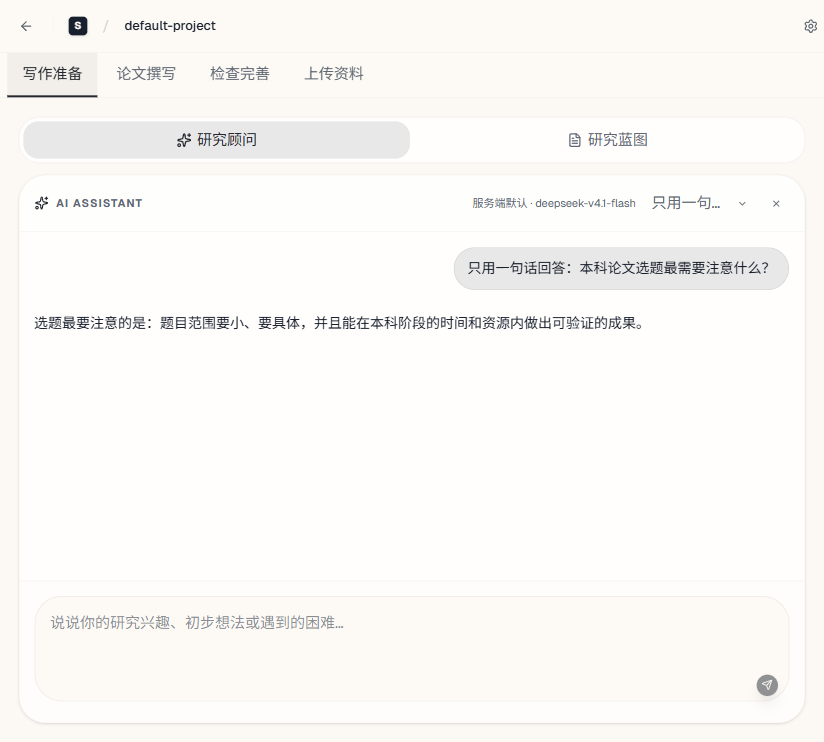 S / default-project
写作准备 论文撰写 检查完善 上传资料
研究顾问 研究蓝图
AI ASSISTANT 服务端默认 · deepseek-v4.1-flash 只用一句...
只用一句话回答：本科论文选题最需要注意什么？
选题最要注意的是：题目范围要小、要具体，并且能在本科阶段的时间和资源内做出可验证的成果。
说说你的研究兴趣、初步想法或遇到的困难...